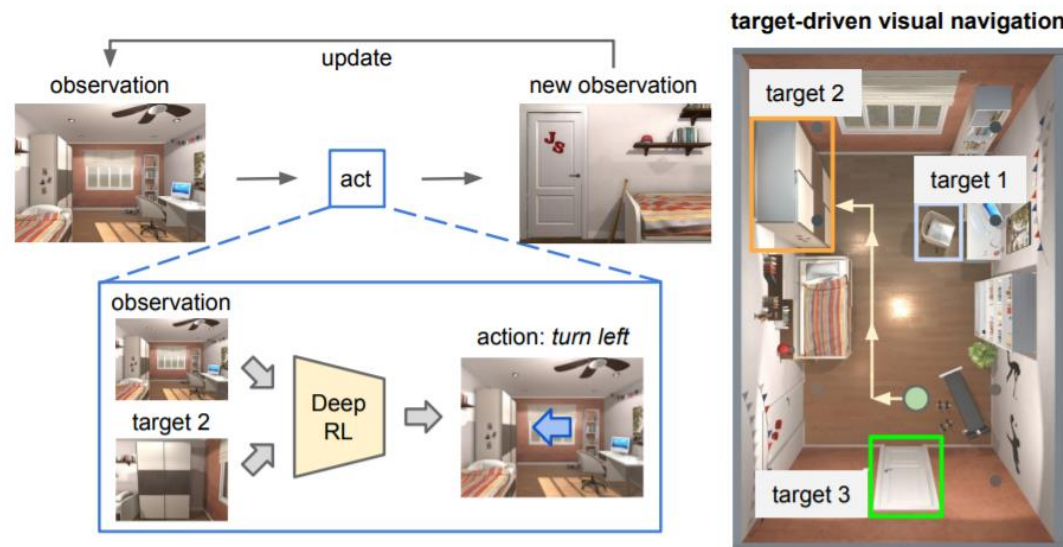 target-driven visual navigation
update
observation
new observation
act
JS
observation
target 2
Deep
RL
action: turn left
target 2
target 1
target 3